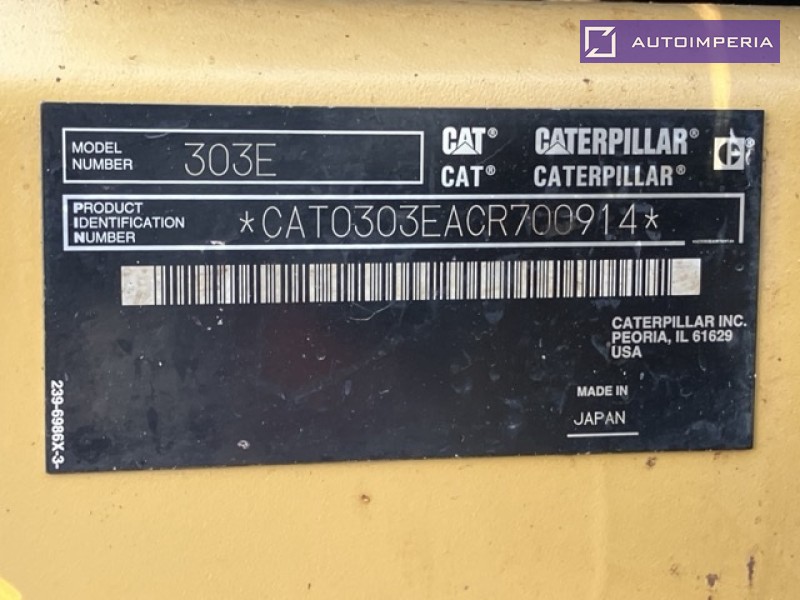 AUTOIMPERIA
MODEL NUMBER 303E
CAT® CATERPILLAR®
CAT® CATERPILLAR®
PRODUCT IDENTIFICATION NUMBER *CAT0303EACR700914*
CATERPILLAR INC.
PEORIA, IL 61629
USA
MADE IN
JAPAN
239-6986X-3